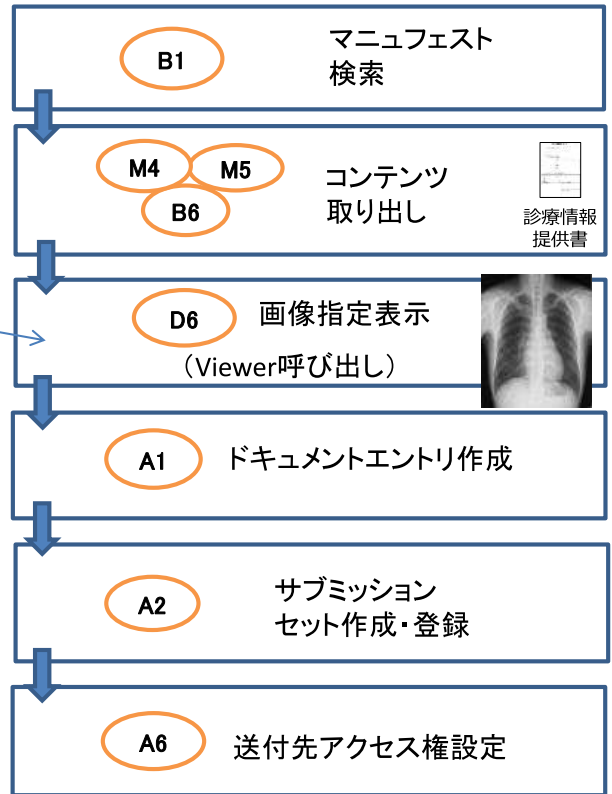 B1
マニュフェスト
検索
M4
M5
B6
コンテンツ
取り出し
診療情報
提供書
D6
画像指定表示
（Viewer呼び出し）
A1
ドキュメントエントリ作成
A2
サブミッション
セット作成・登録
A6
送付先アクセス権設定